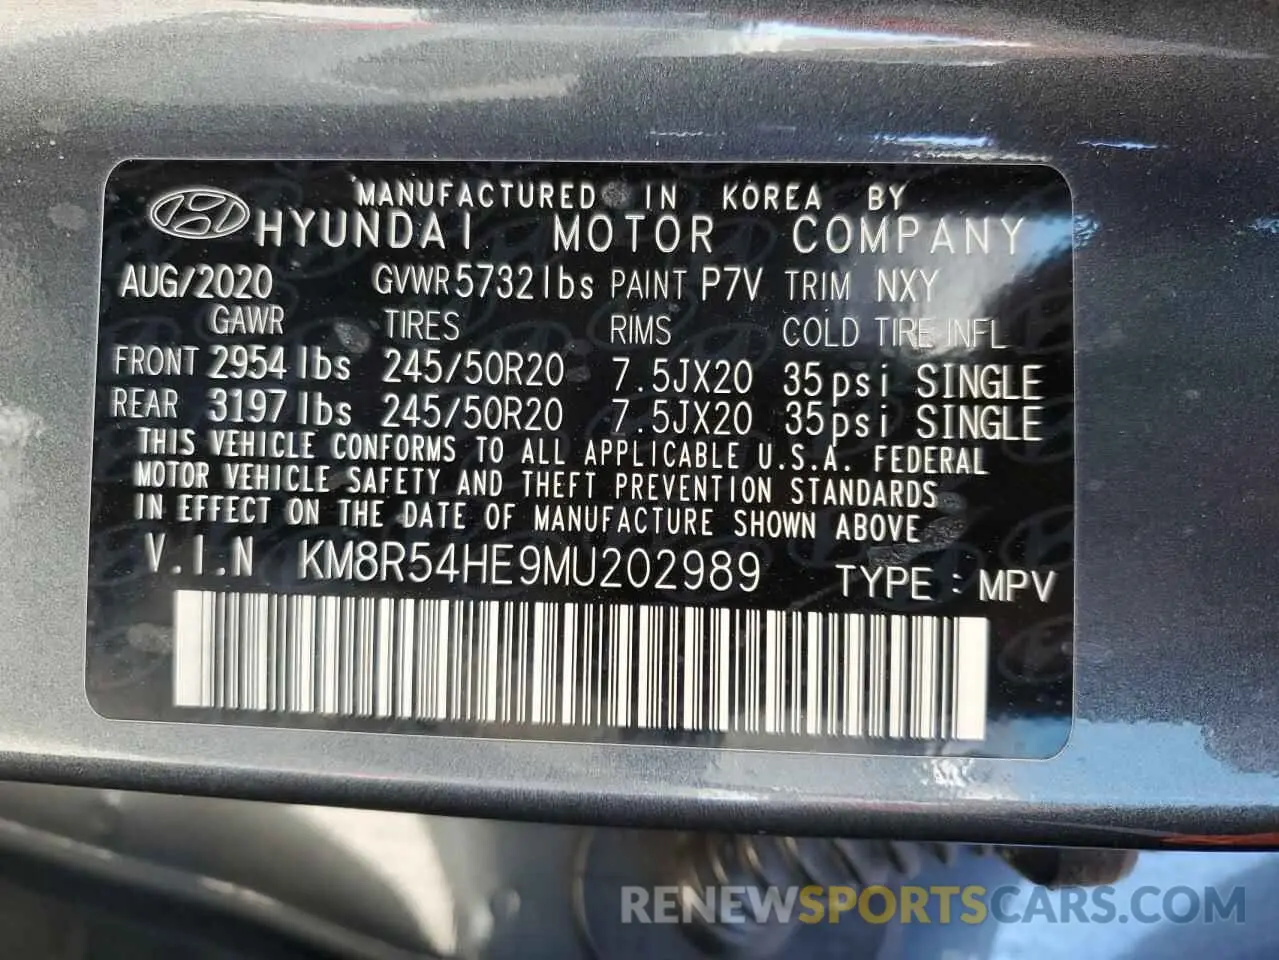 MANUFACTURED IN KOREA BY
HYUNDAI MOTOR COMPANY
AUG/2020 GVWR 5732 lbs PAINT P7V TRIM NXY
GAWR TIRES RIMS COLD TIRE INFL
FRONT 2954 lbs 245/50R20 7.5JX20 35psi SINGLE
REAR 3197 lbs 245/50R20 7.5JX20 35psi SINGLE
THIS VEHICLE CONFORMS TO ALL APPLICABLE U.S.A. FEDERAL
MOTOR VEHICLE SAFETY AND THEFT PREVENTION STANDARDS
IN EFFECT ON THE DATE OF MANUFACTURE SHOWN ABOVE
V.I.N KM8R54HE9MU202989 TYPE : MPV
RENEWSPORTSCARS.COM